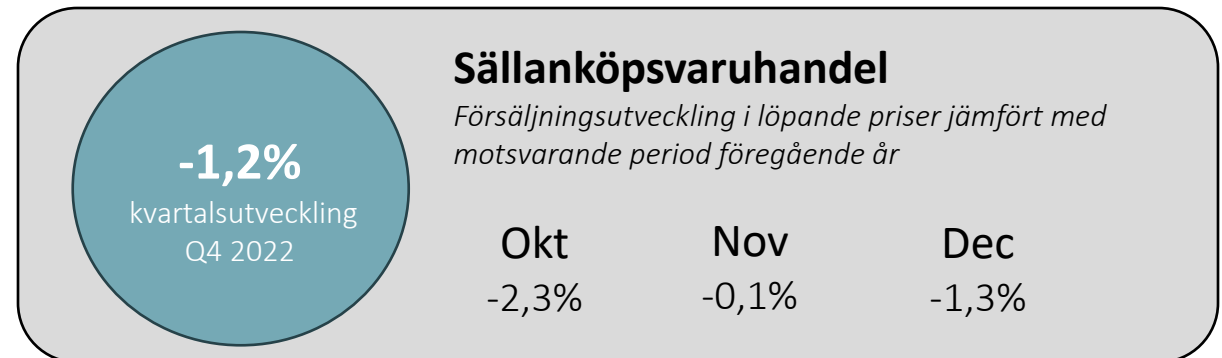 -1,2%
kvartalsutveckling
Q4 2022
Sällanköpsvaruhandel
Försäljningsutveckling i löpande priser jämfört med
motsvarande period föregående år
Okt Nov Dec
-2,3% -0,1% -1,3%